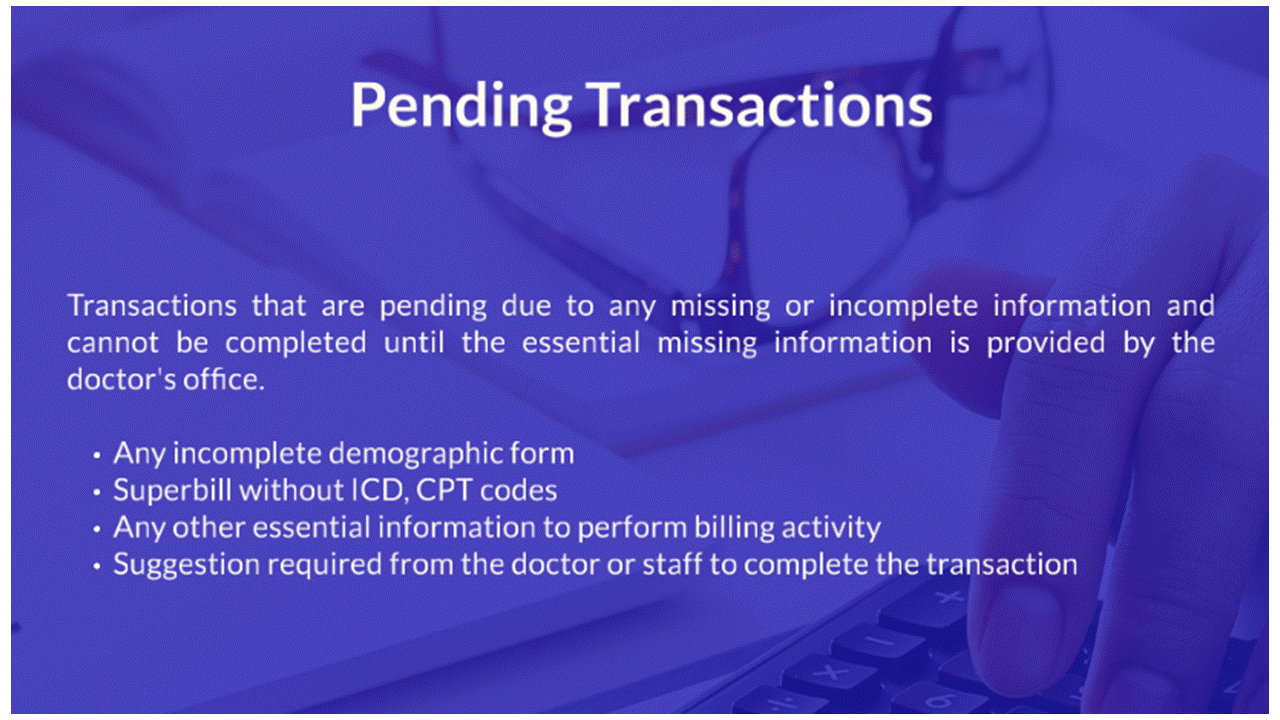 Pending Transactions
Transactions that are pending due to any missing or incomplete information and
cannot be completed until the essential missing information is provided by the
doctor's office.
• Any incomplete demographic form
• Superbill without ICD, CPT codes
• Any other essential information to perform billing activity
• Suggestion required from the doctor or staff to complete the transaction
+
−
×
÷
6